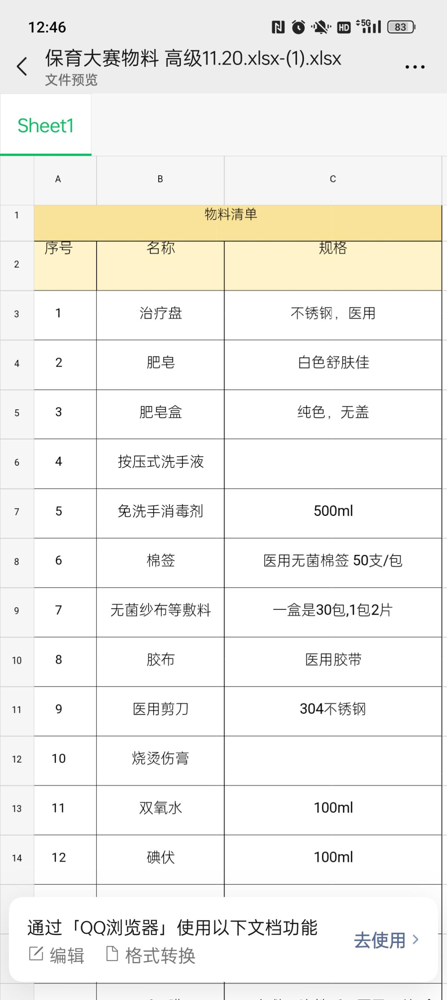 12:46
HD 5G 83
保育大赛物料 高级11.20.xlsx-(1).xlsx
文件预览
Sheet1
A B C
1 物料清单
2 序号 名称 规格
3 1 治疗盘 不锈钢，医用
4 2 肥皂 白色舒肤佳
5 3 肥皂盒 纯色，无盖
6 4 按压式洗手液
7 5 免洗手消毒剂 500ml
8 6 棉签 医用无菌棉签 50支/包
9 7 无菌纱布等敷料 一盒是30包,1包2片
10 8 胶布 医用胶带
11 9 医用剪刀 304不锈钢
12 10 烧烫伤膏
13 11 双氧水 100ml
14 12 碘伏 100ml
通过「QQ浏览器」使用以下文档功能
去使用
编辑 格式转换